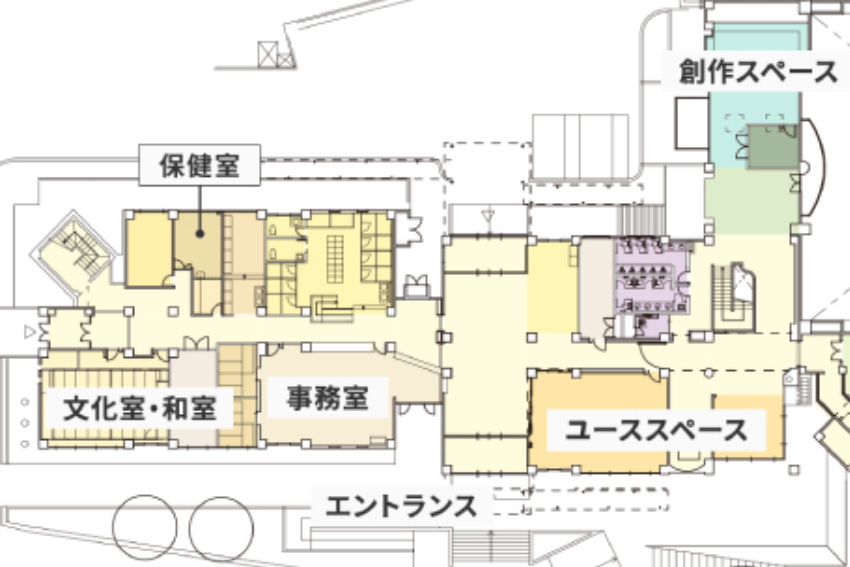 創作スペース
保健室
文化室・和室
事務室
ユーススペース
エントランス